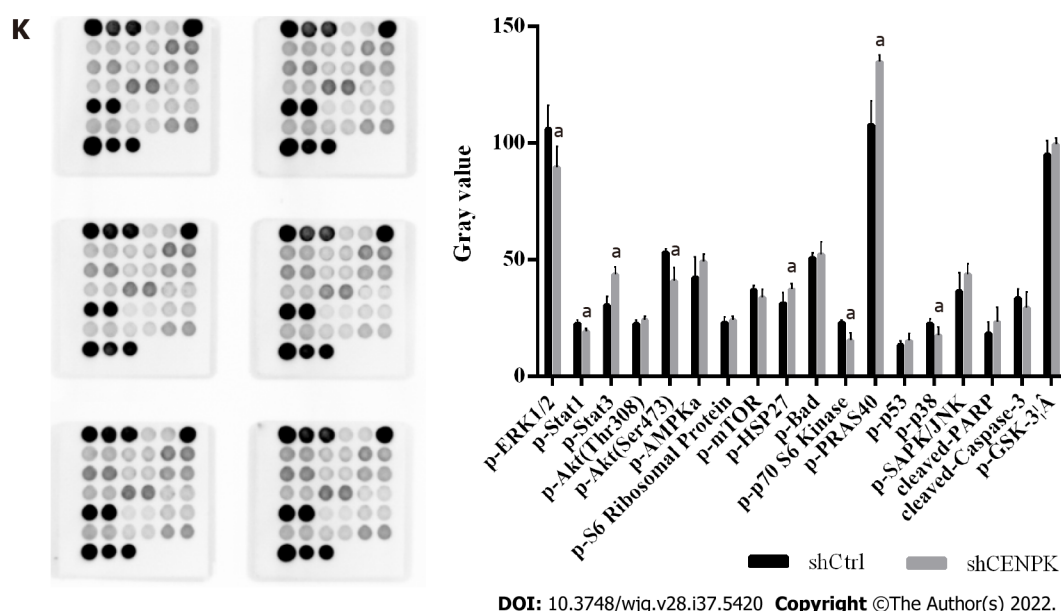 K
150
100
50
0
Gray value
a
a
a
a
a
a
a
a
p-ERK1/2
p-Stat1
p-Stat3
p-Akt(Thr308)
p-Akt(Ser473)
p-AMPKa
p-S6 Ribosomal Protein
p-mTOR
p-HSP27
p-Bad
p-p70 S6 Kinase
p-PRAS40
p-p53
p-p38
p-SAPK/JNK
cleaved-PARP
cleaved-Caspase-3
p-GSK-3¦Â
shCtrl
shCENPK
DOI: 10.3748/wjg.v28.i37.5420 Copyright ©The Author(s) 2022.